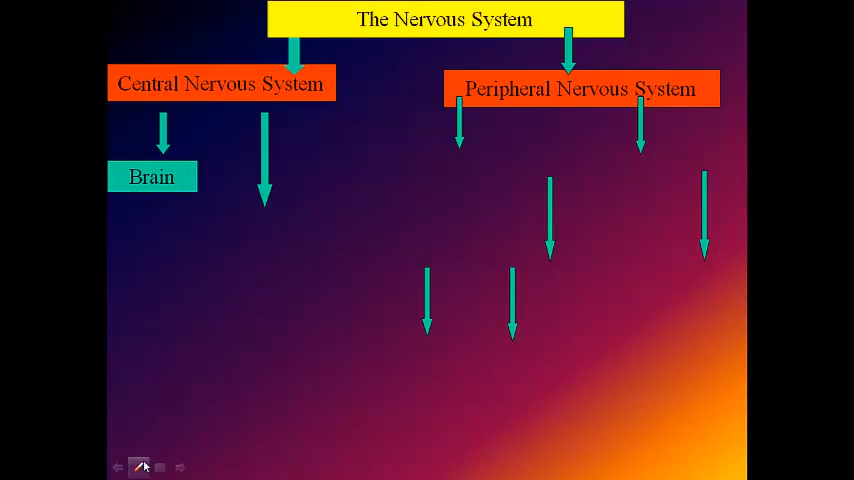 The Nervous System
Central Nervous System
Peripheral Nervous System
Brain